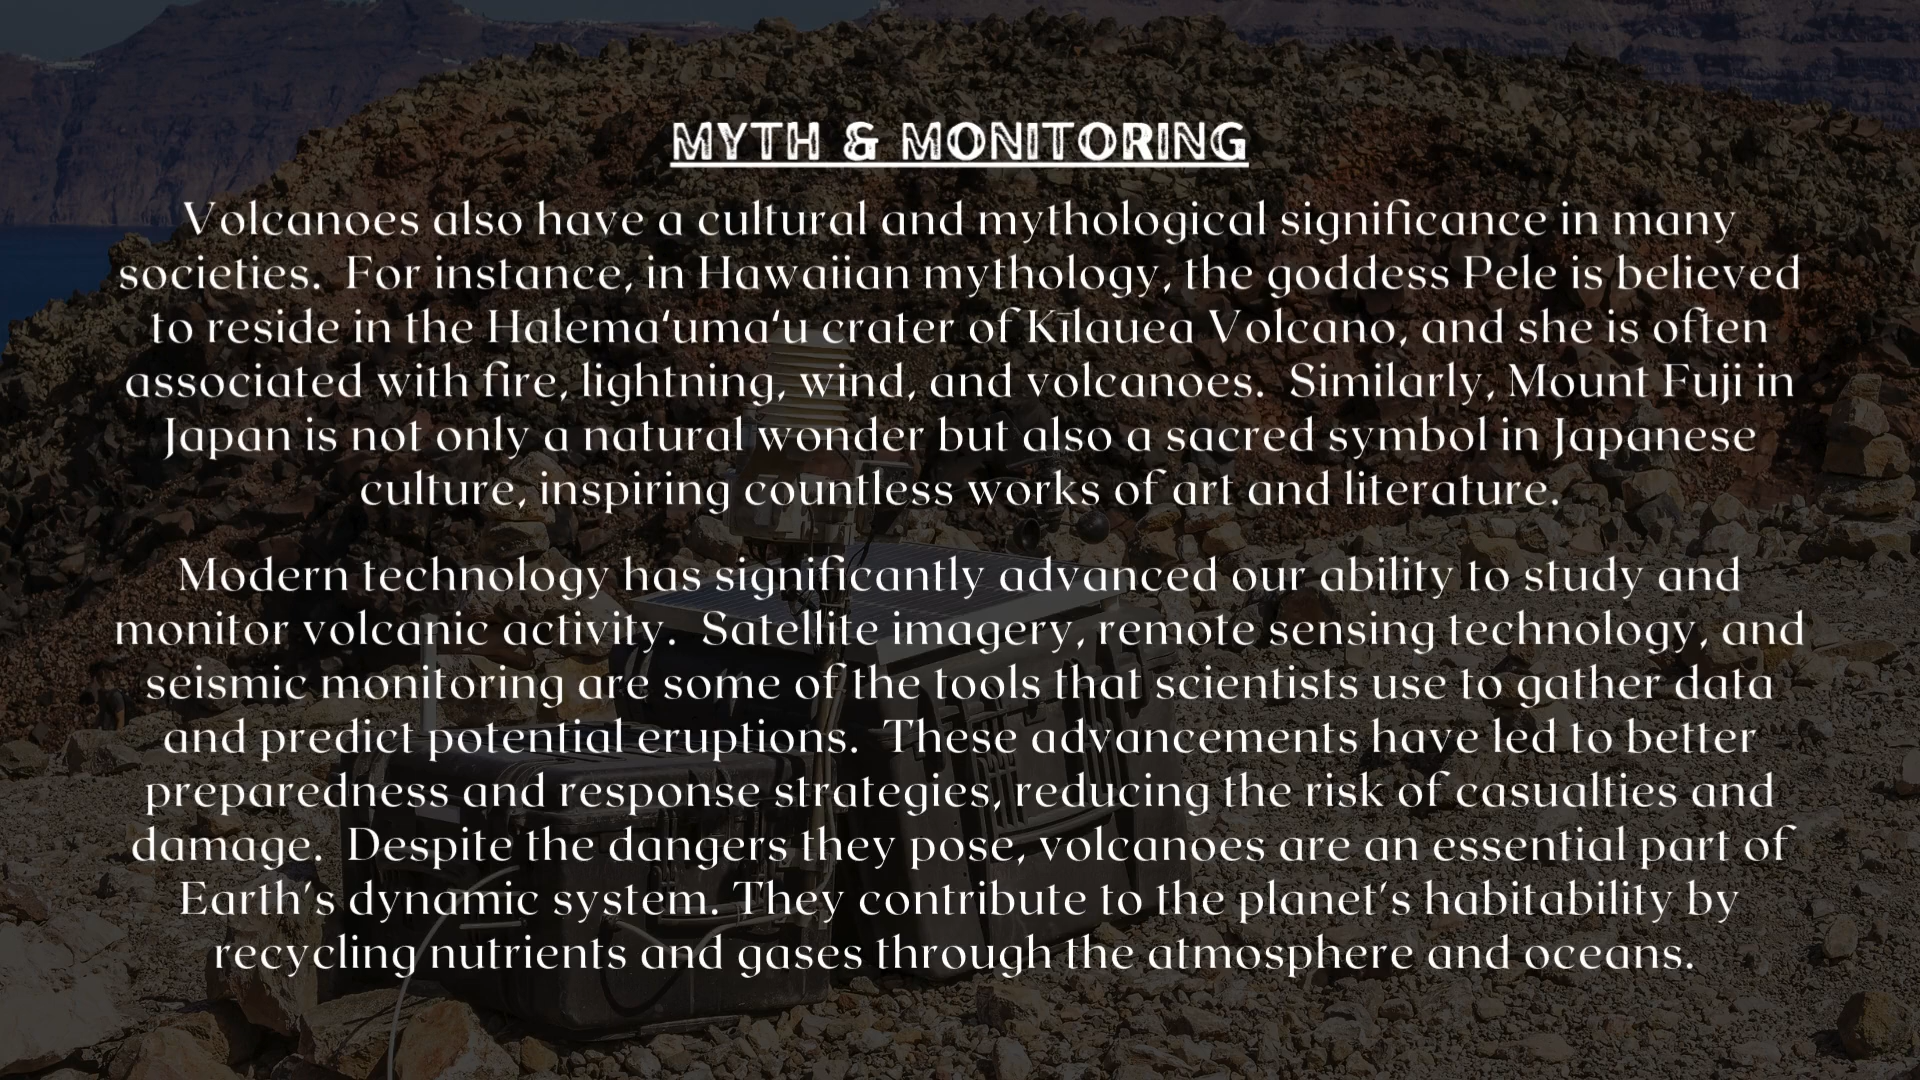 MYTH & MONITORING
Volcanoes also have a cultural and mythological significance in many
societies.  For instance, in Hawaiian mythology, the goddess Pele is believed
to reside in the Halemaʻumaʻu crater of Kīlauea Volcano, and she is often
associated with fire, lightning, wind, and volcanoes.  Similarly, Mount Fuji in
Japan is not only a natural wonder but also a sacred symbol in Japanese
culture, inspiring countless works of art and literature.
Modern technology has significantly advanced our ability to study and
monitor volcanic activity.  Satellite imagery, remote sensing technology, and
seismic monitoring are some of the tools that scientists use to gather data
and predict potential eruptions.  These advancements have led to better
preparedness and response strategies, reducing the risk of casualties and
damage.  Despite the dangers they pose, volcanoes are an essential part of
Earth's dynamic system. They contribute to the planet's habitability by
recycling nutrients and gases through the atmosphere and oceans.